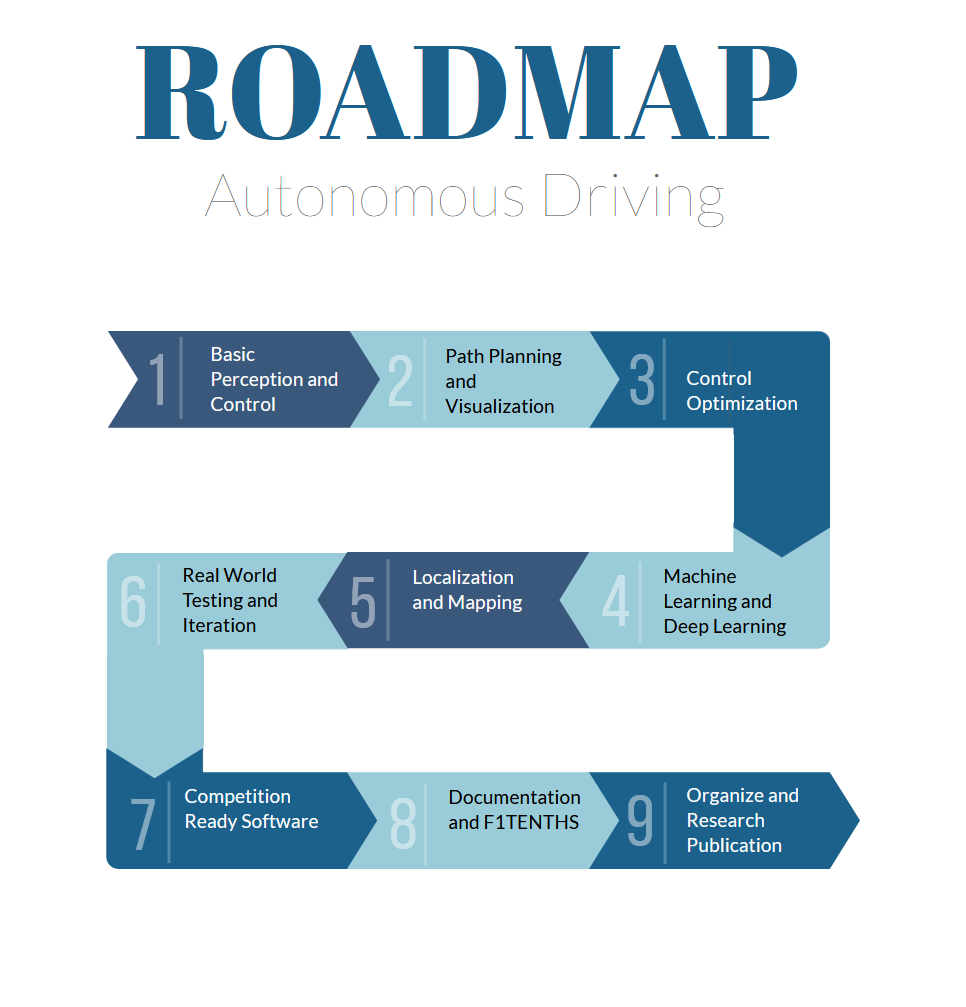 ROADMAP
Autonomous Driving
1
Basic
Perception and
Control
2
Path Planning
and
Visualization
3
Control
Optimization
4
Machine
Learning and
Deep Learning
5
Localization
and Mapping
6
Real World
Testing and
Iteration
7
Competition
Ready Software
8
Documentation
and F1TENTHS
9
Organize and
Research
Publication